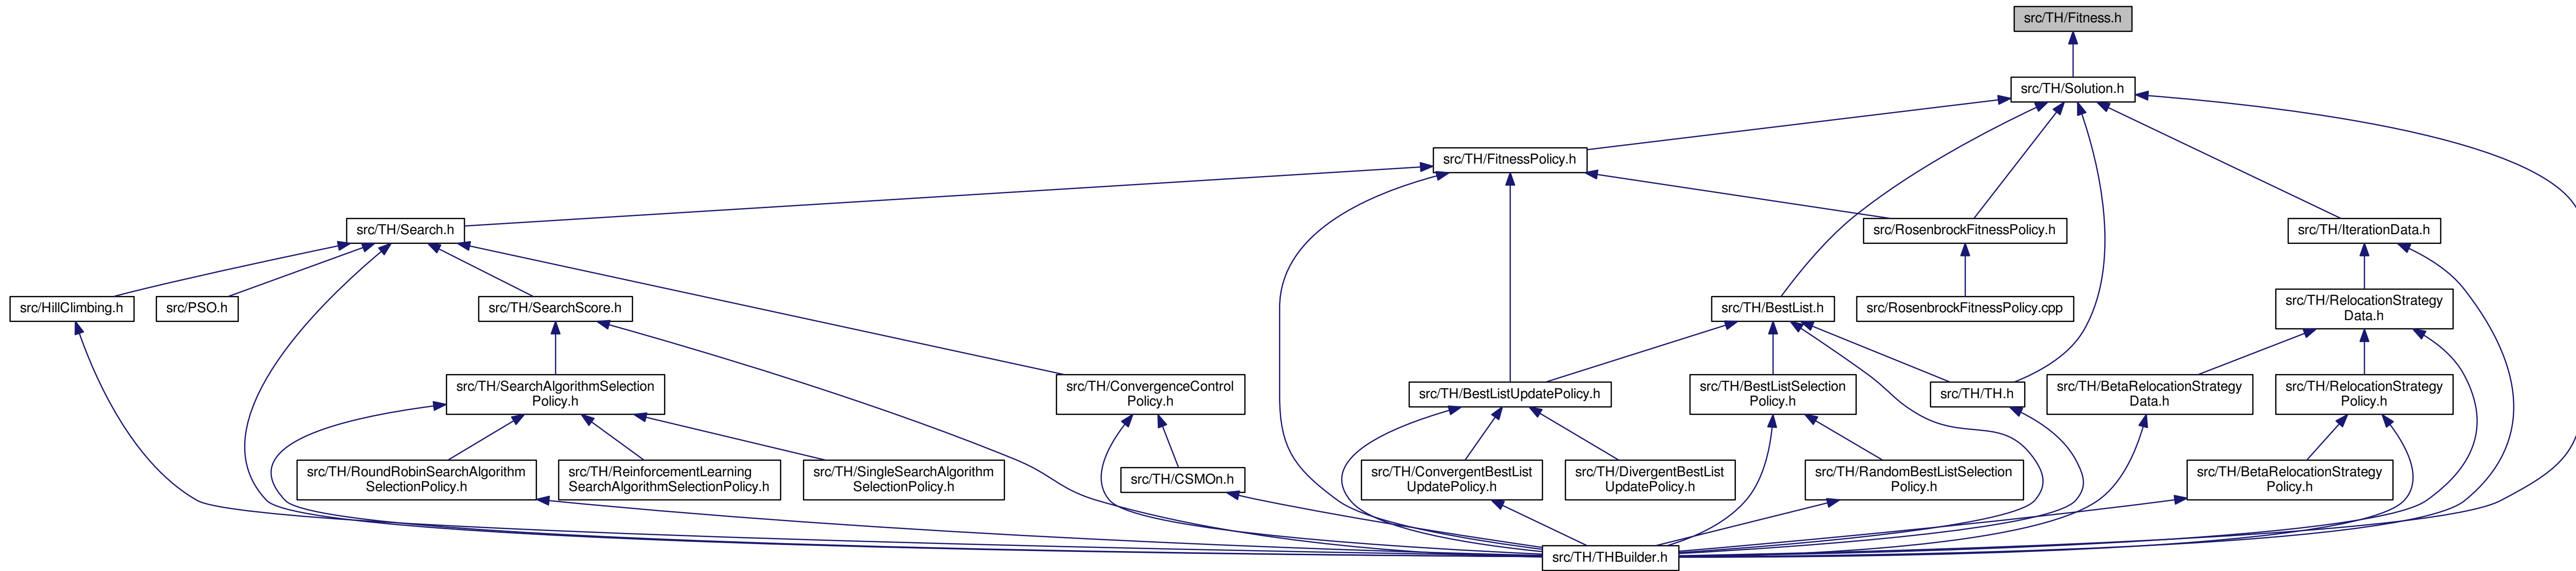 src/TH/Fitness.h
src/TH/Solution.h
src/TH/FitnessPolicy.h
src/TH/Search.h
src/RosenbrockFitnessPolicy.h
src/TH/IterationData.h
src/HillClimbing.h
src/PSO.h
src/TH/SearchScore.h
src/TH/BestList.h
src/RosenbrockFitnessPolicy.cpp
src/TH/RelocationStrategy
Data.h
src/TH/SearchAlgorithmSelection
Policy.h
src/TH/ConvergenceControl
Policy.h
src/TH/BestListUpdatePolicy.h
src/TH/BestListSelection
Policy.h
src/TH/TH.h
src/TH/BetaRelocationStrategy
Data.h
src/TH/RelocationStrategy
Policy.h
src/TH/RoundRobinSearchAlgorithm
SelectionPolicy.h
src/TH/ReinforcementLearning
SearchAlgorithmSelectionPolicy.h
src/TH/SingleSearchAlgorithm
SelectionPolicy.h
src/TH/CSMOn.h
src/TH/ConvergentBestList
UpdatePolicy.h
src/TH/DivergentBestList
UpdatePolicy.h
src/TH/RandomBestListSelection
Policy.h
src/TH/BetaRelocationStrategy
Policy.h
src/TH/THBuilder.h